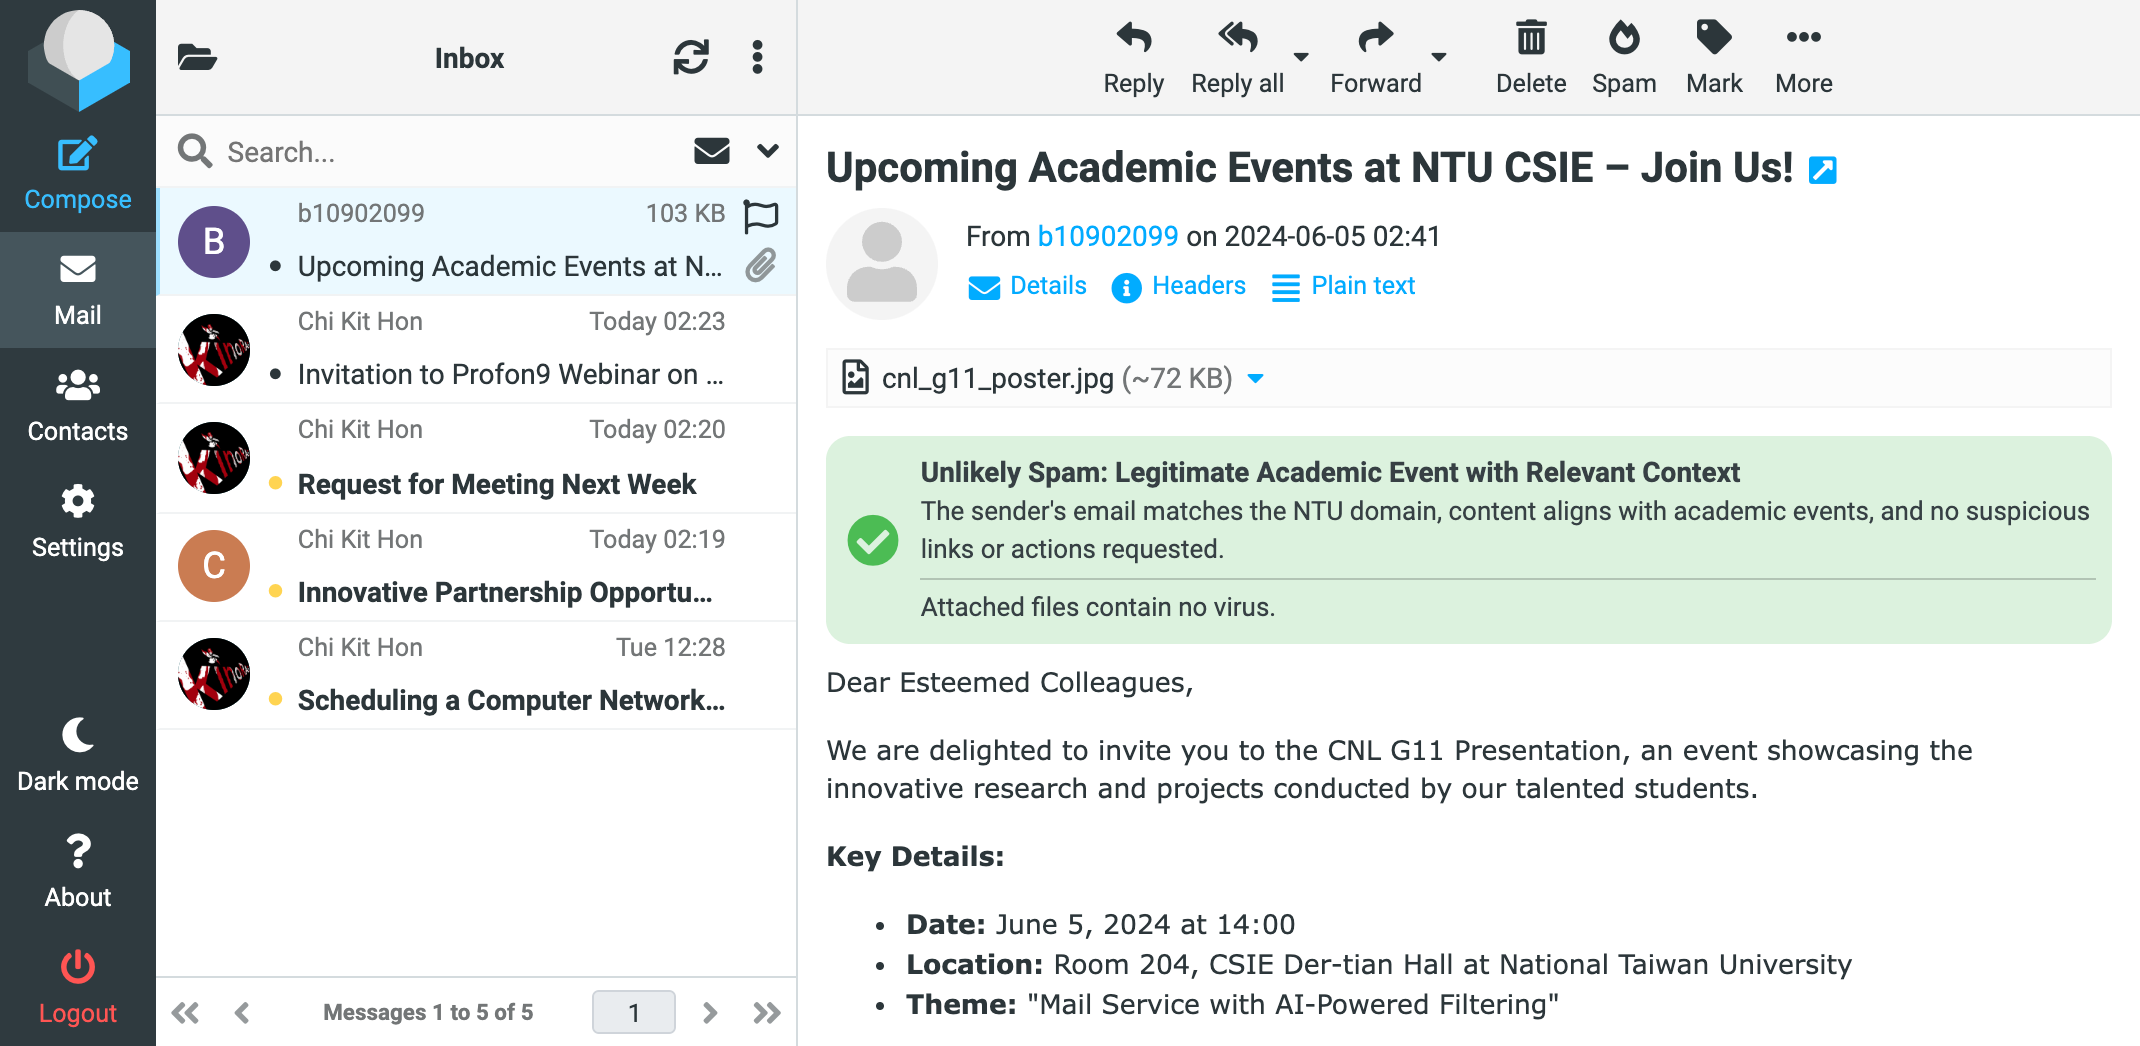 Compose
Mail
Contacts
Settings
Dark mode
About
Logout
Inbox
Search...
B
b10902099 103 KB
Upcoming Academic Events at N...
Chi Kit Hon Today 02:23
Invitation to Profon9 Webinar on ...
Chi Kit Hon Today 02:20
Request for Meeting Next Week
C
Chi Kit Hon Today 02:19
Innovative Partnership Opportu...
Chi Kit Hon Tue 12:28
Scheduling a Computer Network...
Messages 1 to 5 of 5 1
Reply Reply all Forward Delete Spam Mark More
Upcoming Academic Events at NTU CSIE – Join Us!
From b10902099 on 2024-06-05 02:41
Details Headers Plain text
cnl_g11_poster.jpg (~72 KB)
Unlikely Spam: Legitimate Academic Event with Relevant Context
The sender's email matches the NTU domain, content aligns with academic events, and no suspicious
links or actions requested.
Attached files contain no virus.
Dear Esteemed Colleagues,
We are delighted to invite you to the CNL G11 Presentation, an event showcasing the
innovative research and projects conducted by our talented students.
Key Details:
• Date: June 5, 2024 at 14:00
• Location: Room 204, CSIE Der-tian Hall at National Taiwan University
• Theme: "Mail Service with AI-Powered Filtering"